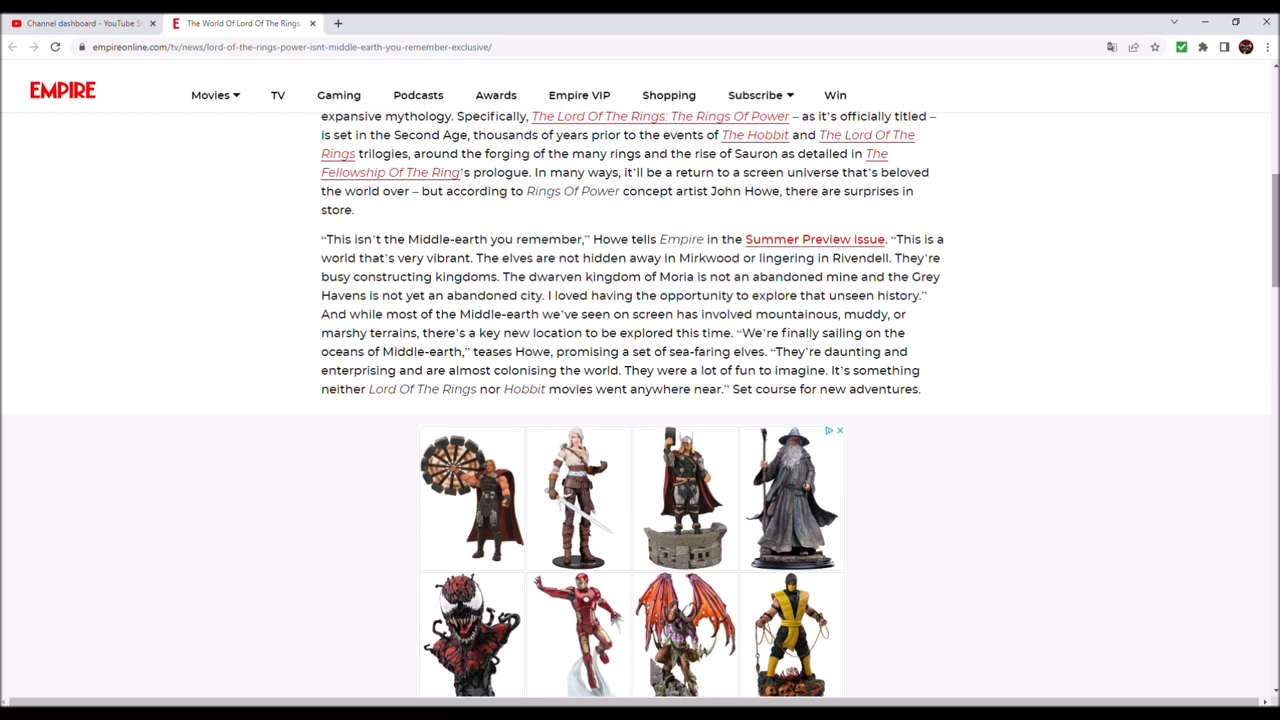 Channel dashboard - YouTube St
The World Of Lord Of The Rings:
empireonline.com/tv/news/lord-of-the-rings-power-isnt-middle-earth-you-remember-exclusive/
EMPIRE
Movies TV Gaming Podcasts Awards Empire VIP Shopping Subscribe Win
expansive mythology. Specifically, The Lord Of The Rings: The Rings Of Power – as it’s officially titled –
is set in the Second Age, thousands of years prior to the events of The Hobbit and The Lord Of The
Rings trilogies, around the forging of the many rings and the rise of Sauron as detailed in The
Fellowship Of The Ring’s prologue. In many ways, it’ll be a return to a screen universe that’s beloved
the world over – but according to Rings Of Power concept artist John Howe, there are surprises in
store.
“This isn’t the Middle-earth you remember,” Howe tells Empire in the Summer Preview issue. “This is a
world that’s very vibrant. The elves are not hidden away in Mirkwood or lingering in Rivendell. They’re
busy constructing kingdoms. The dwarven kingdom of Moria is not an abandoned mine and the Grey
Havens is not yet an abandoned city. I loved having the opportunity to explore that unseen history.”
And while most of the Middle-earth we’ve seen on screen has involved mountainous, muddy, or
marshy terrains, there’s a key new location to be explored this time. “We’re finally sailing on the
oceans of Middle-earth,” teases Howe, promising a set of sea-faring elves. “They’re daunting and
enterprising and are almost colonising the world. They were a lot of fun to imagine. It’s something
neither Lord Of The Rings nor Hobbit movies went anywhere near.” Set course for new adventures.